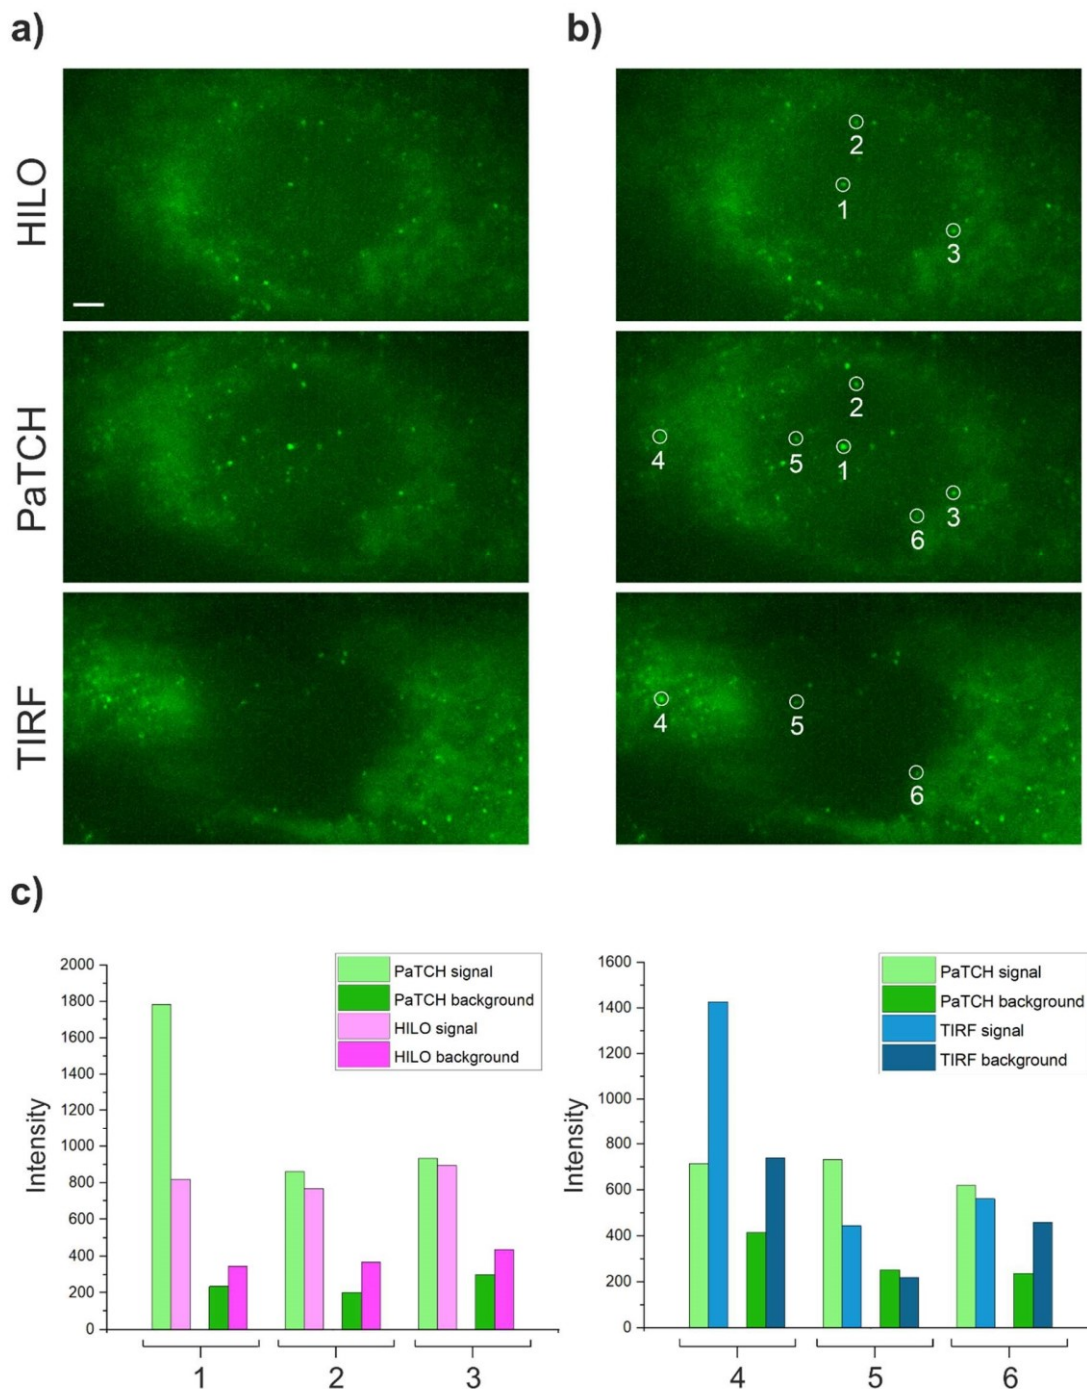 a)
b)
HILO
2
1
3
PaTCH
2
4
5
1
3
6
TIRF
4
5
6
c)
Intensity
2000
1800
1600
1400
1200
1000
800
600
400
200
0
PaTCH signal
PaTCH background
HILO signal
HILO background
1
2
3
Intensity
1600
1400
1200
1000
800
600
400
200
0
PaTCH signal
PaTCH background
TIRF signal
TIRF background
4
5
6